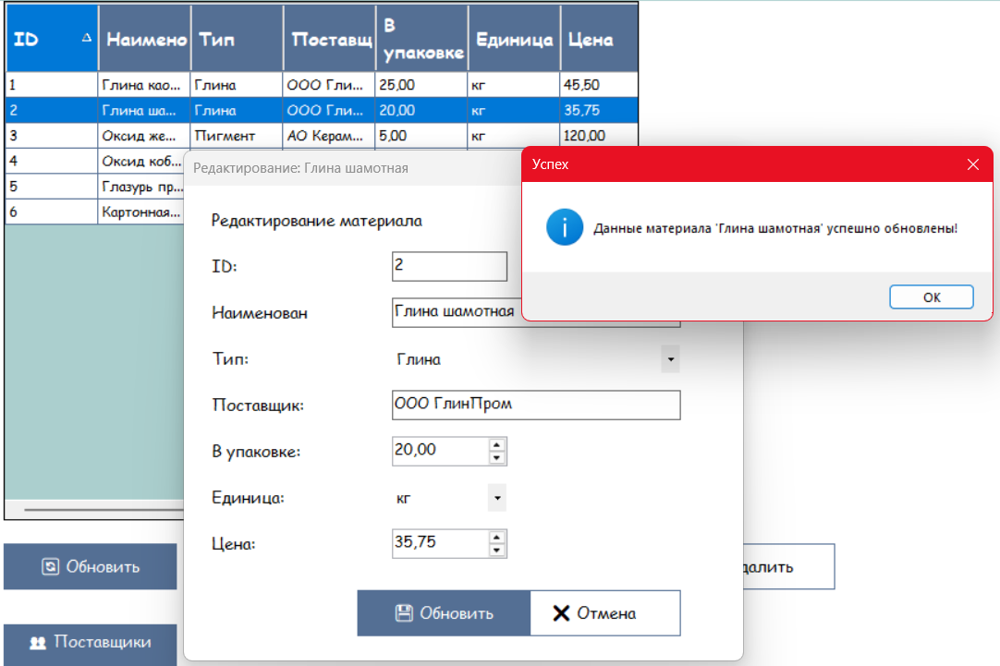 ID Наимено Тип Поставщ В упаковке Единица Цена
1 Глина као... Глина ООО Гли... 25,00 кг 45,50
2 Глина ша... Глина ООО Гли... 20,00 кг 35,75
3 Оксид же... Пигмент АО Керам... 5,00 кг 120,00
4 Оксид коб...
5 Глазурь пр...
6 Картонная...
Редактирование: Глина шамотная
Успех
Данные материала 'Глина шамотная' успешно обновлены!
ОК
Редактирование материала
ID: 2
Наименован Глина шамотная
Тип: Глина
Поставщик: ООО ГлинПром
В упаковке: 20,00
Единица: кг
Цена: 35,75
Обновить Отмена
Обновить
далить
Поставщики